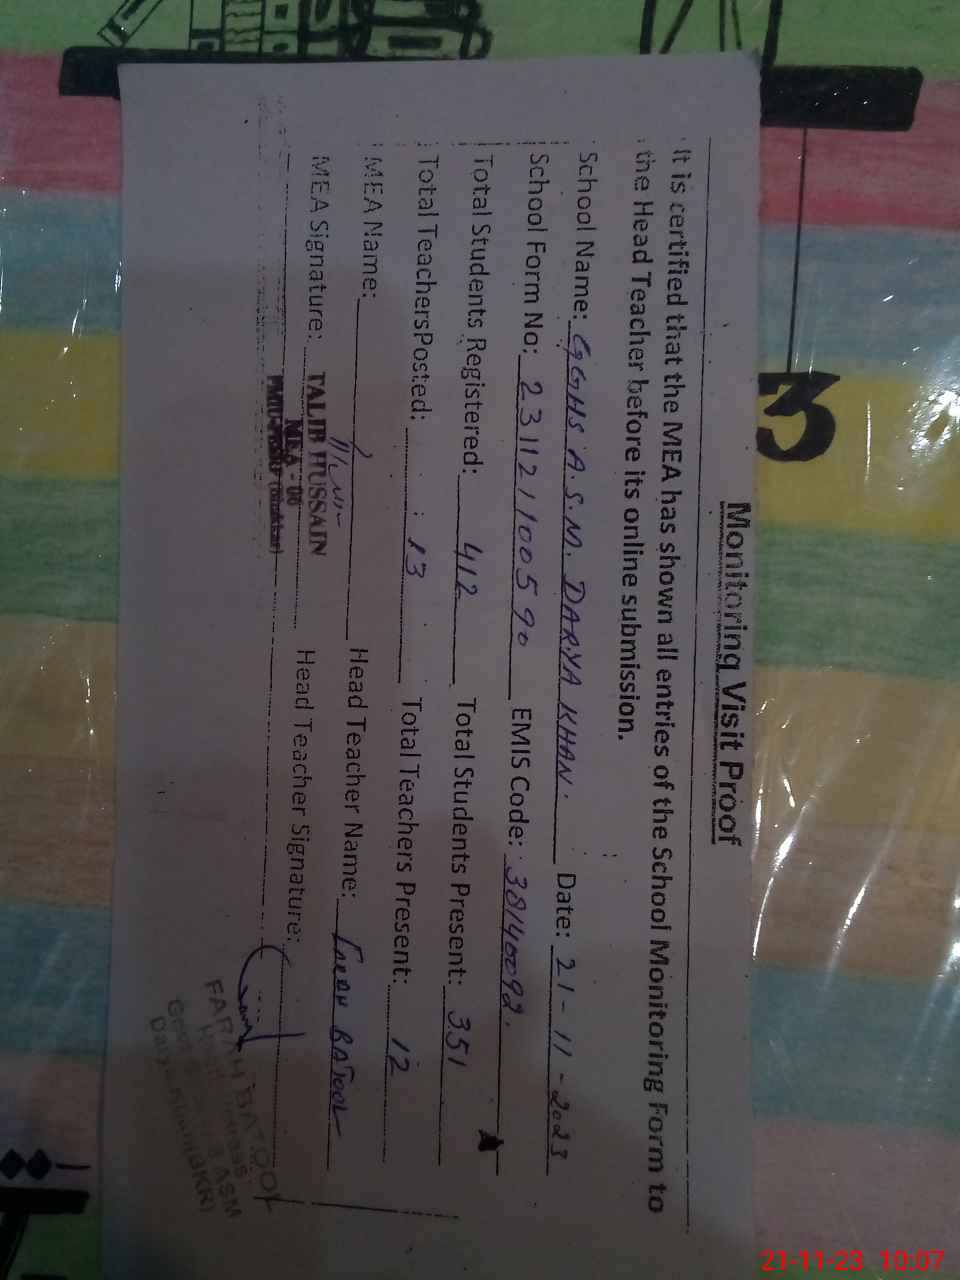 Monitoring Visit Proof
It is certified that the MEA has shown all entries of the School Monitoring Form to
the Head Teacher before its online submission.
School Name: GGHS A.S.M. DARYA KHAN. Date: 21-11-2023
School Form No: 23112110590 EMIS Code: 38140092.
Total Students Registered: 412 Total Students Present: 351
Total TeachersPosted: 13 Total Teachers Present: 12
MEA Name: Head Teacher Name: Farah Batool
MEA Signature: Head Teacher Signature:
TALIB HUSSAIN
MEA - 06
FARAH BATOOL
ASM
21-11-23 10:07